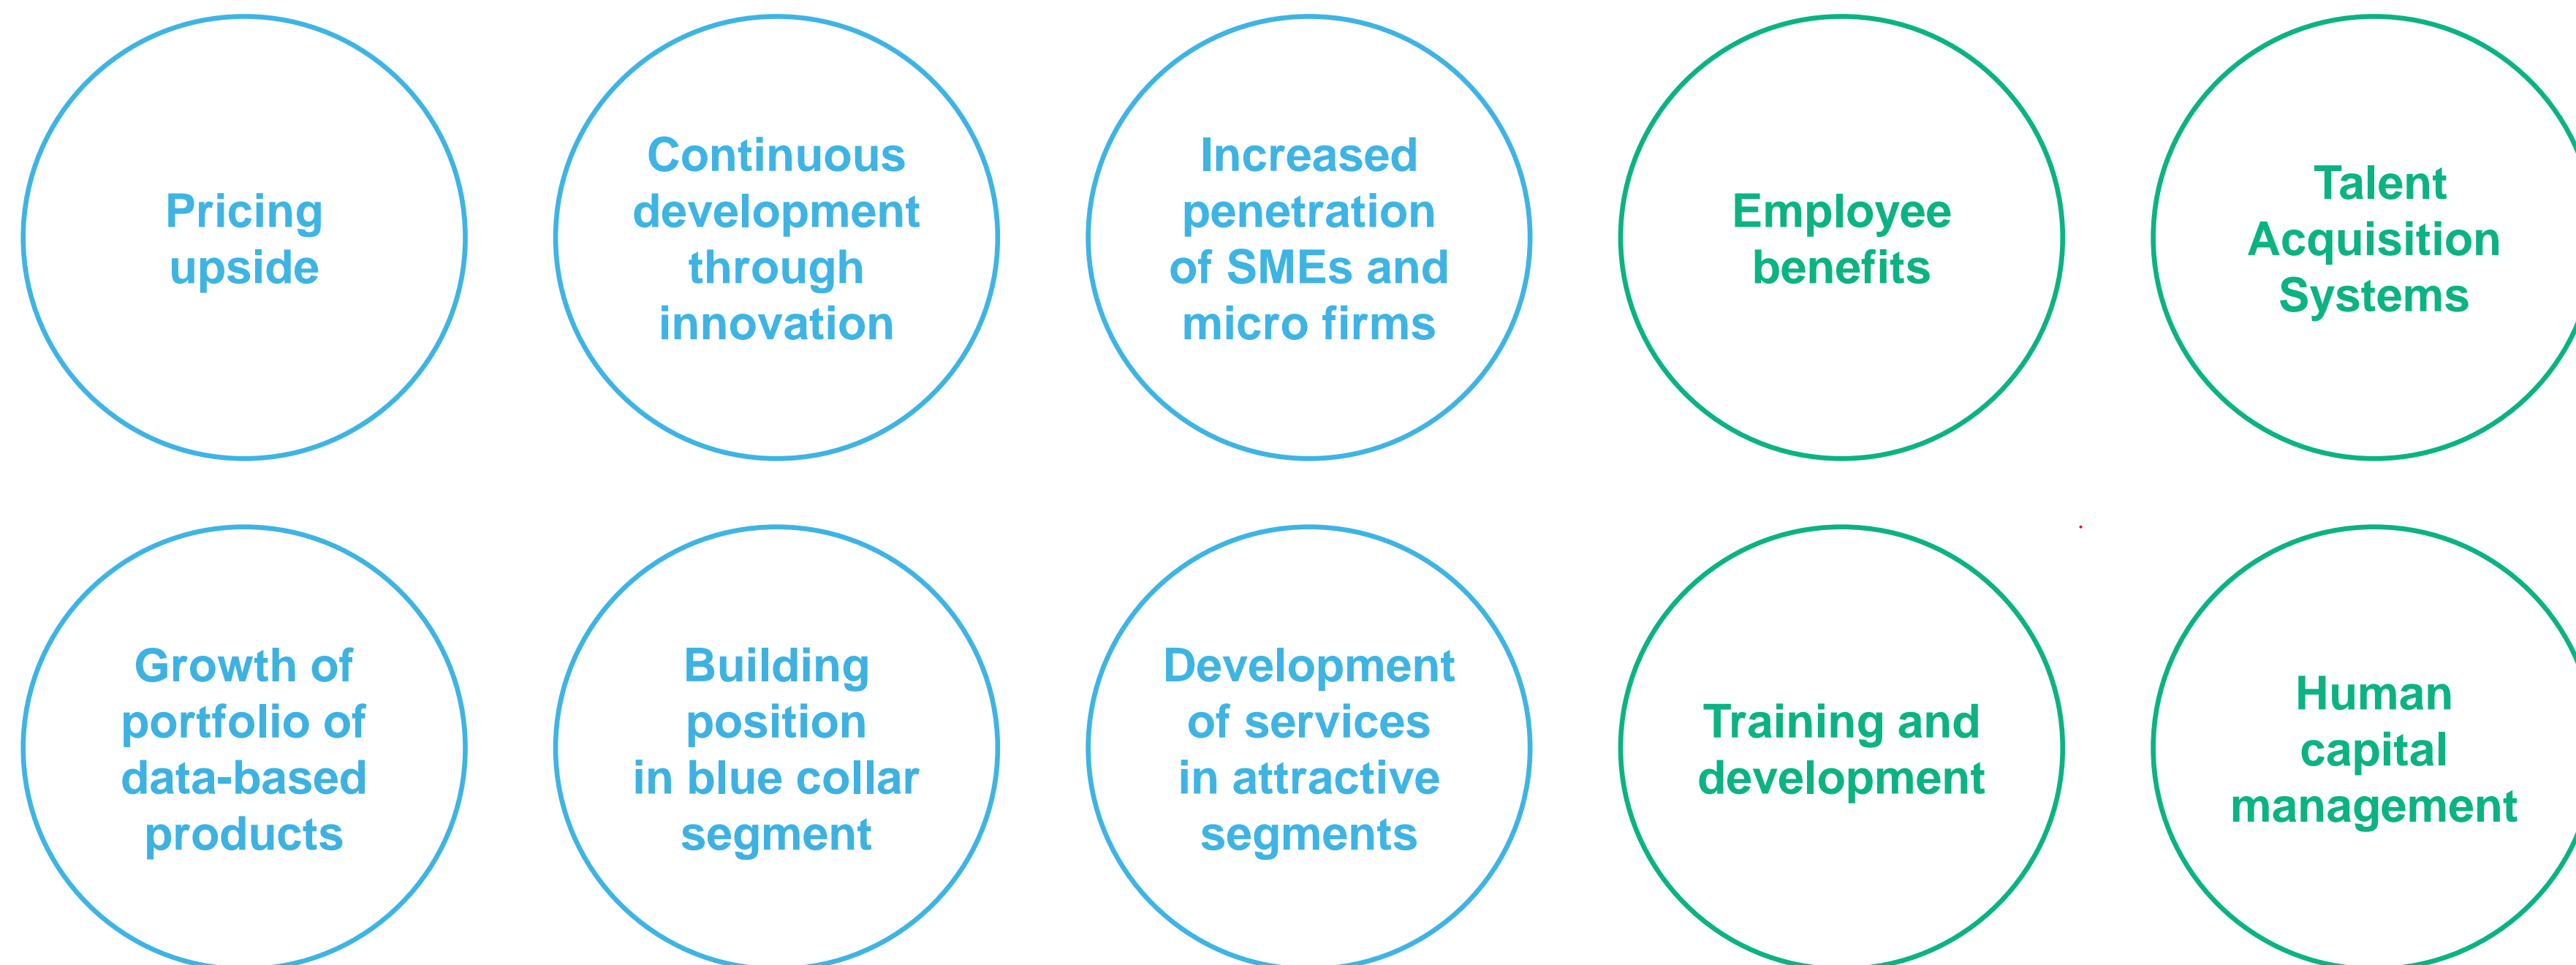 Pricing
upside
Continuous
development
through
innovation
Increased
penetration
of SMEs and
micro firms
Employee
benefits
Talent
Acquisition
Systems
Growth of
portfolio of
data-based
products
Building
position
in blue collar
segment
Development
of services
in attractive
segments
Training and
development
Human
capital
management